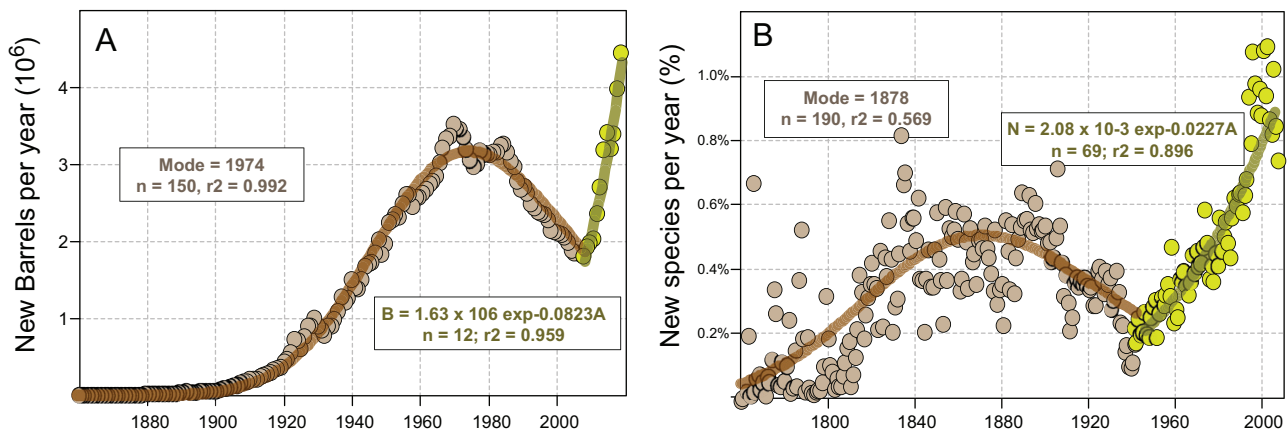 A
New Barrels per year (10⁶)
4
3
2
1
Mode = 1974
n = 150, r2 = 0.992
B = 1.63 x 106 exp-0.0823A
n = 12; r2 = 0.959
1880 1900 1920 1940 1960 1980 2000
B
New species per year (%)
1.0%
0.8%
0.6%
0.4%
0.2%
Mode = 1878
n = 190, r2 = 0.569
N = 2.08 x 10-3 exp-0.0227A
n = 69; r2 = 0.896
1800 1840 1880 1920 1960 2000